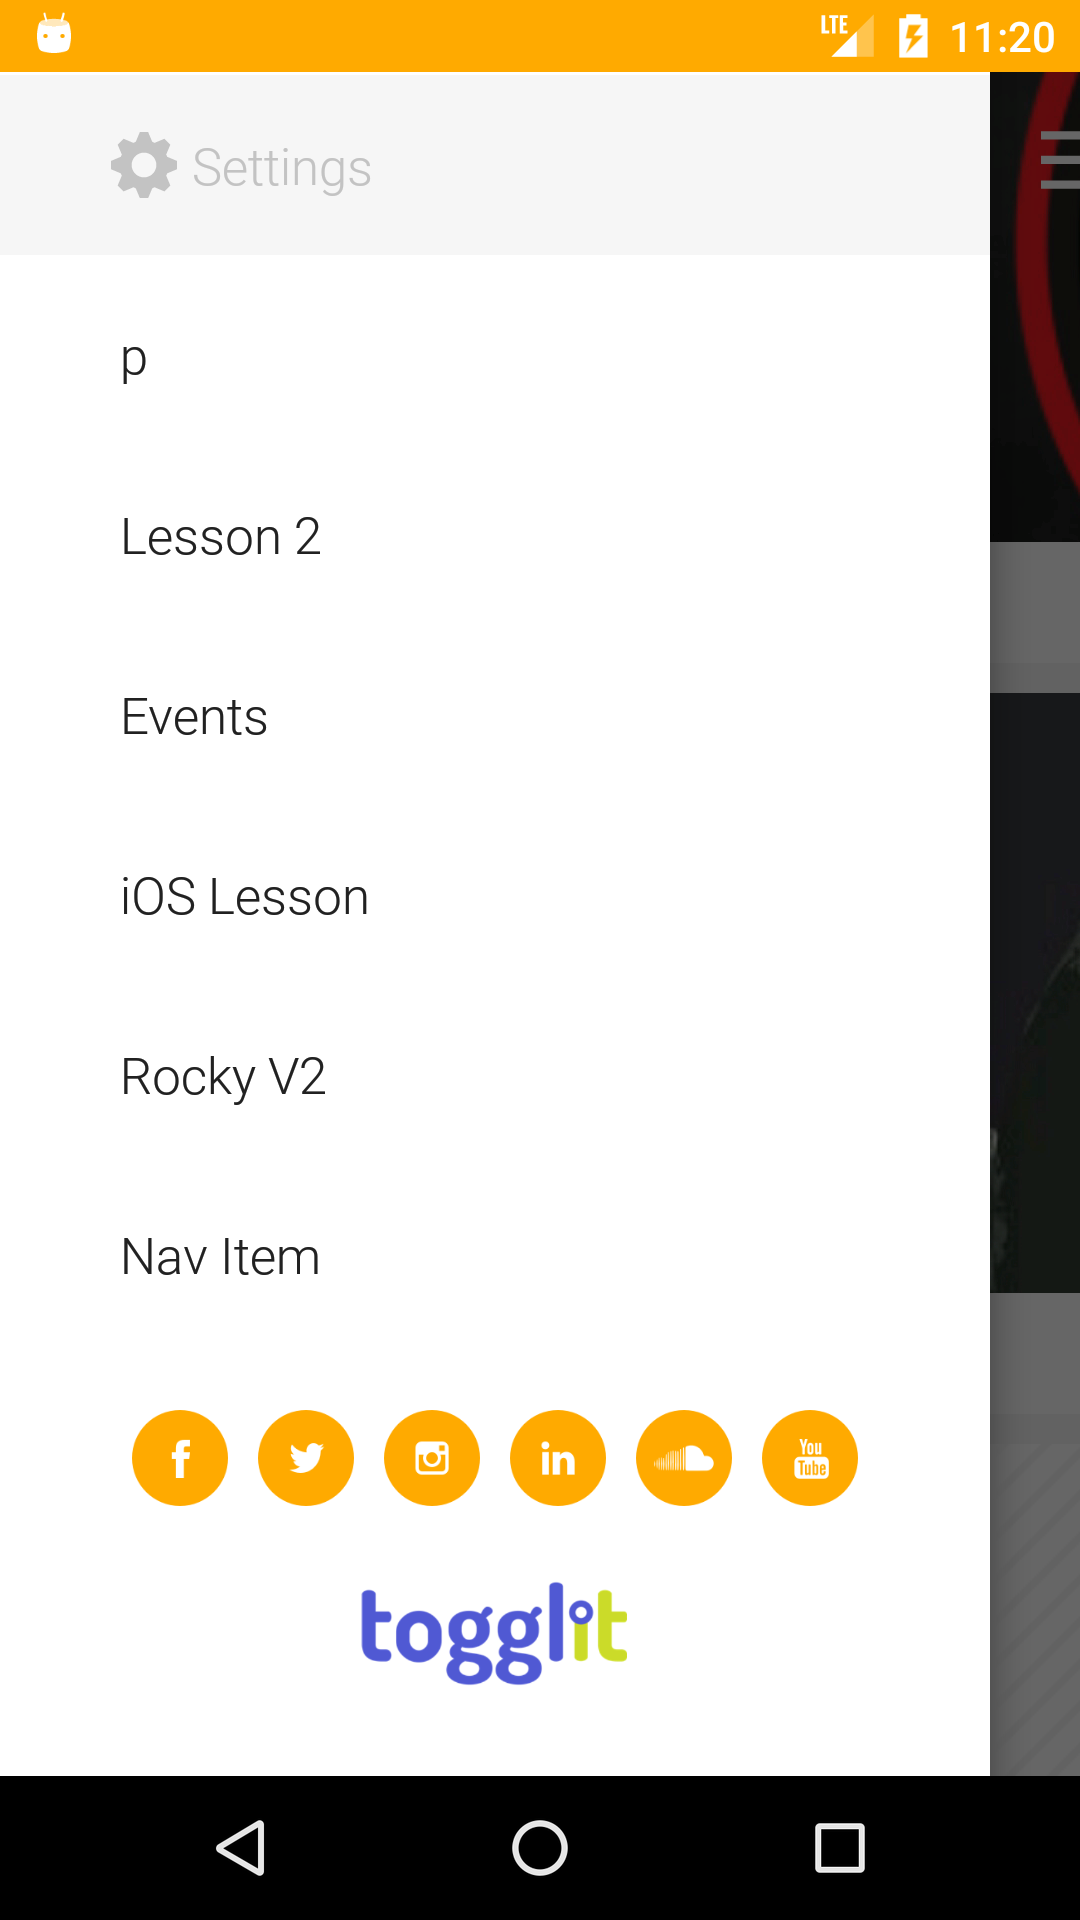 LTE 11:20
Settings
p
Lesson 2
Events
iOS Lesson
Rocky V2
Nav Item
f in You Tube
togglit